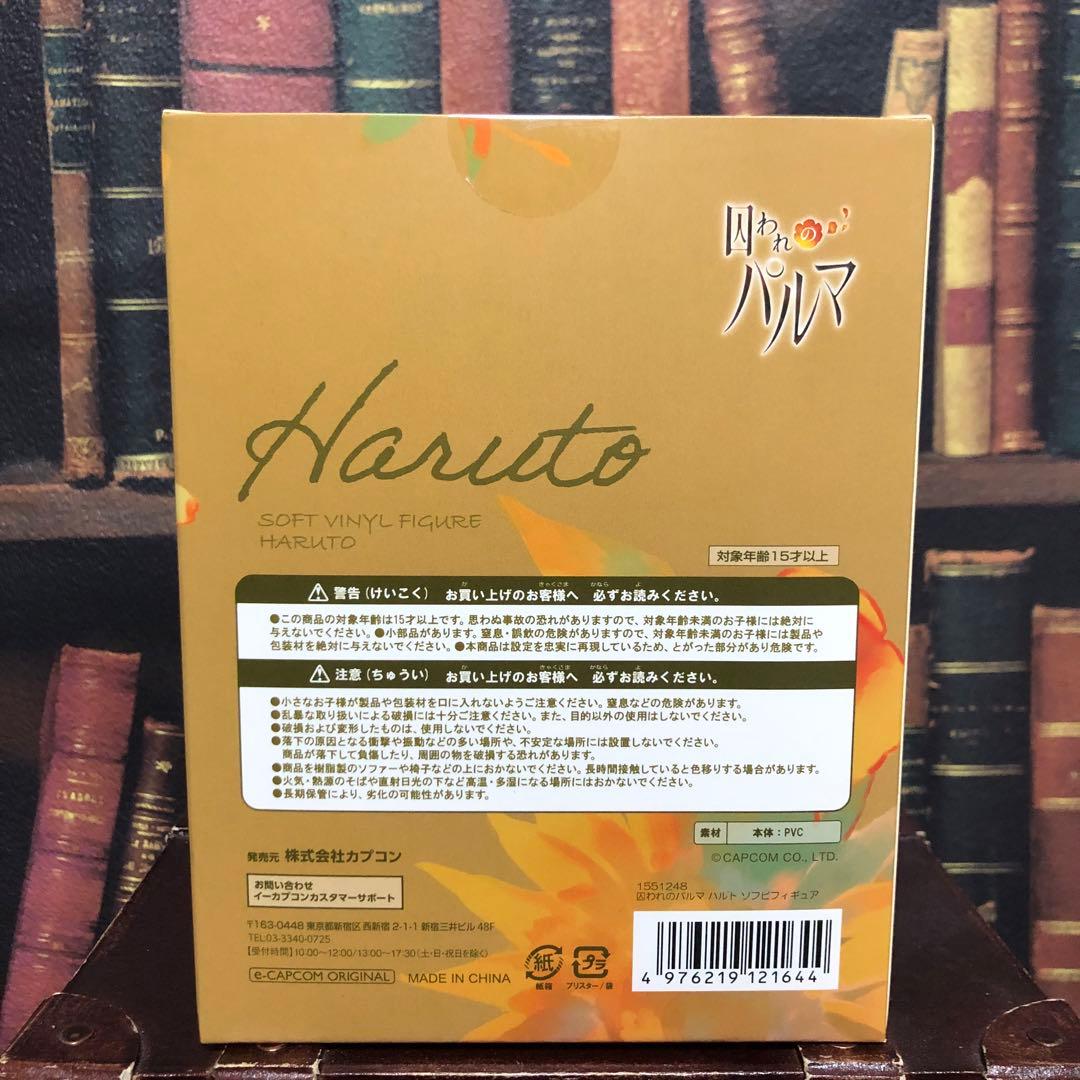 囚われの
パルマ
Haruto
SOFT VINYL FIGURE
HARUTO
対象年齢15才以上
⚠警告(けいこく) お買い上げのお客様へ 必ずお読みください。
●この商品の対象年齢は15才以上です。思わぬ事故の恐れがありますので、対象年齢未満のお子様には絶対に
与えないでください。●小部品があります。窒息・誤飲の危険がありますので、対象年齢未満のお子様には製品や
包装材を絶対に与えないでください。●本商品は設定を忠実に再現しているため、とがった部分があり危険です。
⚠注意(ちゅうい) お買い上げのお客様へ 必ずお読みください。
●小さなお子様が製品や包装材を口に入れないようご注意ください。窒息などの危険があります。
●乱暴な取り扱いによる破損には十分ご注意ください。また、目的以外の使用はしないでください。
●破損および変形したものは、使用しないでください。
●落下の原因となる衝撃や振動などの多い場所や、不安定な場所には設置しないでください。
商品が落下して負傷したり、周囲の物を破損する恐れがあります。
●商品を樹脂製のソファーや椅子などの上におかないでください。長時間接触していると色移りする場合があります。
●火気・熱源のそばや直射日光の下など高温・多湿になる場所にはおかないでください。
●長期保管により、劣化の可能性があります。
素材 本体:PVC
©CAPCOM CO., LTD.
発売元 株式会社カプコン
お問い合わせ
イーカプコンカスタマーサポート
〒163-0448 東京都新宿区西新宿 2-1-1 新宿三井ビル 48F
TEL03-3340-0725
【受付時間】10:00～12:00/13:00～17:30(土・日・祝日を除く)
e-CAPCOM ORIGINAL MADE IN CHINA
紙
紙箱
プラ
ブリスター/袋
1551248
囚われのパルマ ハルト ソフビフィギュア
4 976219 121644